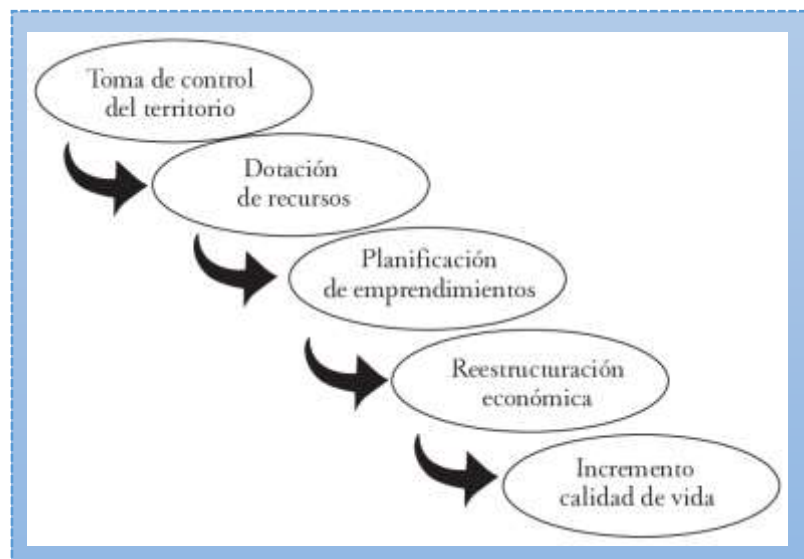 Toma de control
del territorio
Dotación
de recursos
Planificación
de emprendimientos
Reestructuración
económica
Incremento
calidad de vida